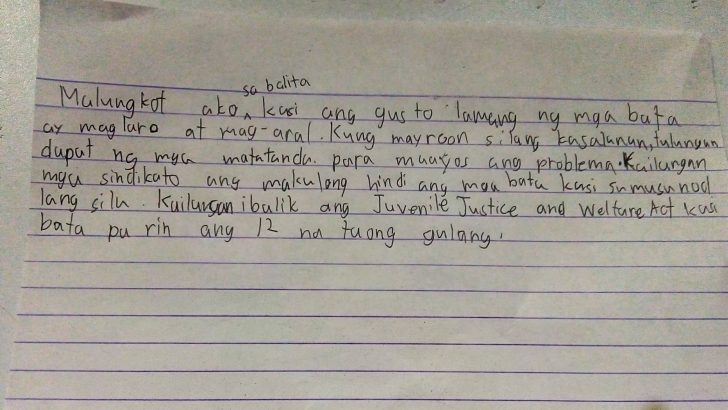 sa balita
Malungkot ako ^ kasi ang gusto lamang ng mga bata
ay maglaro at mag-aral. Kung mayroon silang kasalanan, tulungan
dapat ng mga matatanda. para maayos ang problema. Kailangan
mga sindikato ang makulong hindi ang mga bata kasi sumusunod
lang sila. Kailangan ibalik ang Juvenile Justice and Welfare Act kasi
bata pa rin ang 12 na taong gulang.